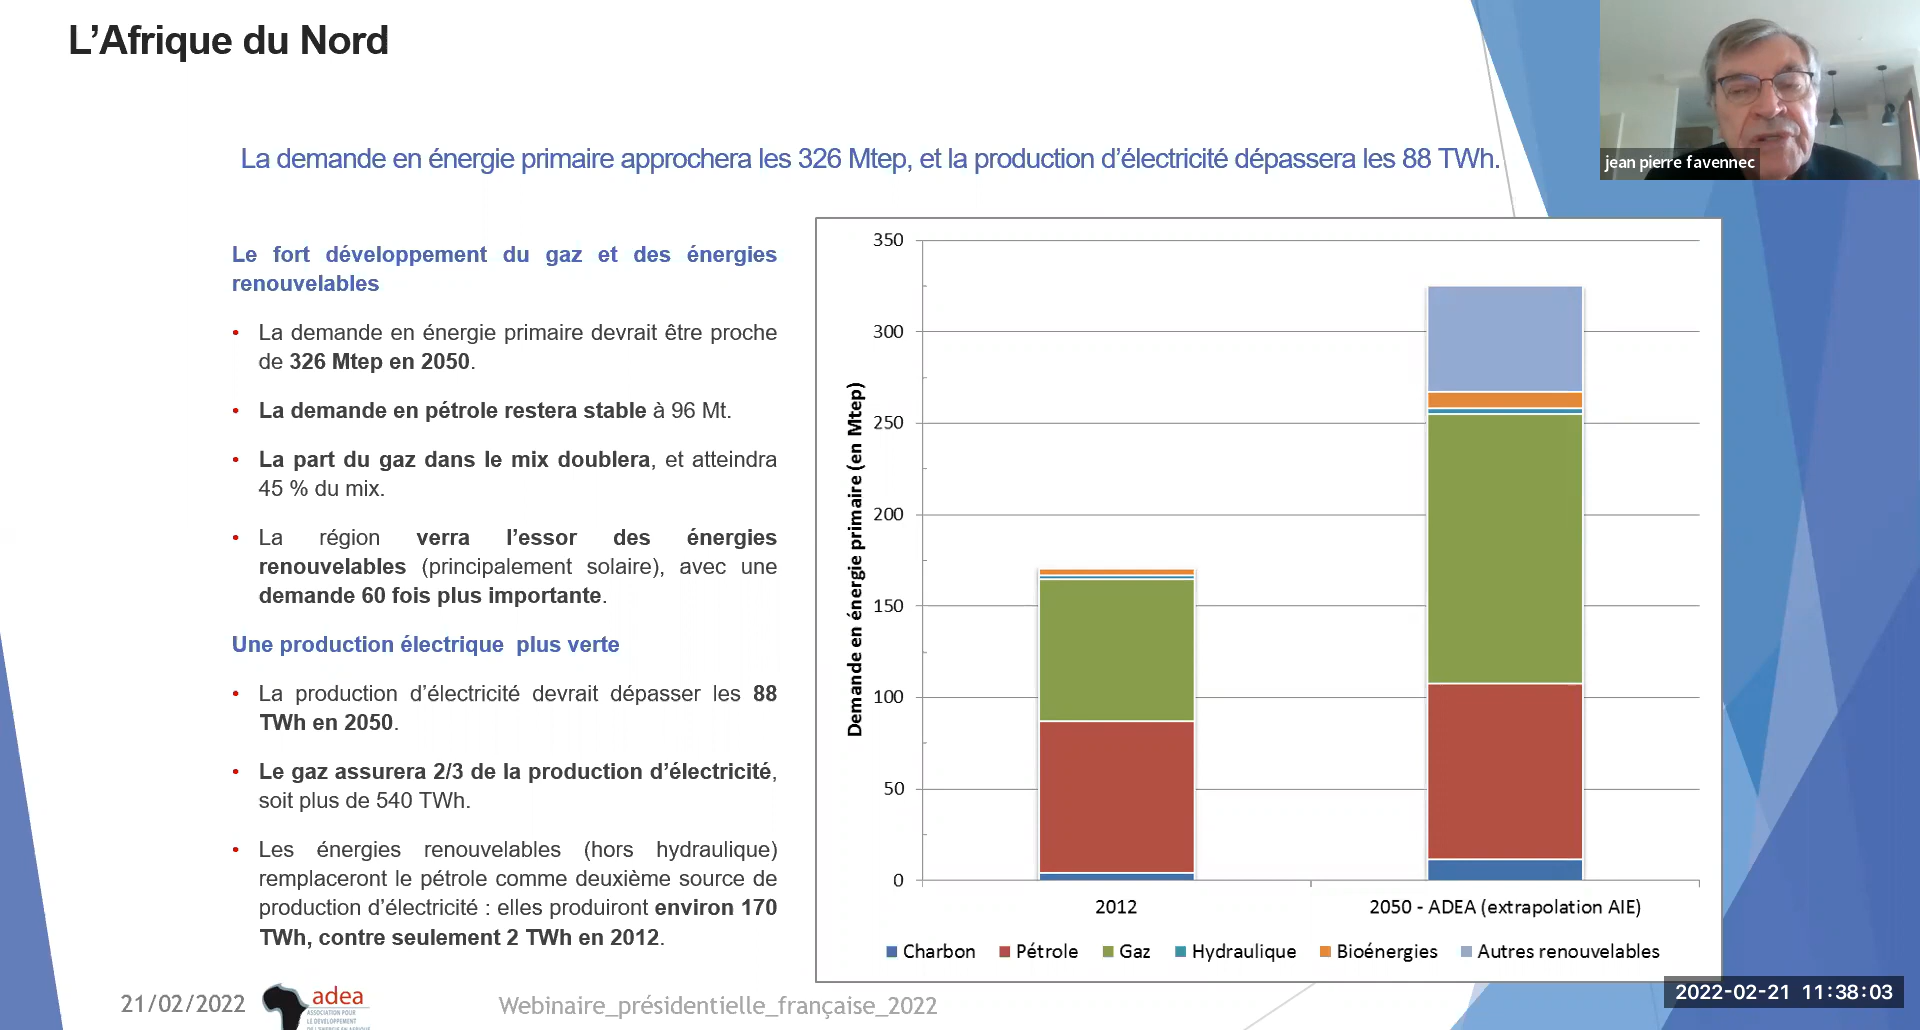 L’Afrique du Nord
jean pierre favennec
La demande en énergie primaire approchera les 326 Mtep, et la production d’électricité dépassera les 88 TWh.
Le fort développement du gaz et des énergies
renouvelables
• La demande en énergie primaire devrait être proche
de 326 Mtep en 2050.
• La demande en pétrole restera stable à 96 Mt.
• La part du gaz dans le mix doublera, et atteindra
45 % du mix.
• La région verra l’essor des énergies
renouvelables (principalement solaire), avec une
demande 60 fois plus importante.
Une production électrique plus verte
• La production d’électricité devrait dépasser les 88
TWh en 2050.
• Le gaz assurera 2/3 de la production d’électricité,
soit plus de 540 TWh.
• Les énergies renouvelables (hors hydraulique)
remplaceront le pétrole comme deuxième source de
production d’électricité : elles produiront environ 170
TWh, contre seulement 2 TWh en 2012.
Demande en énergie primaire (en Mtep)
350
300
250
200
150
100
50
0
2012
2050 - ADEA (extrapolation AIE)
Charbon Pétrole Gaz Hydraulique Bioénergies Autres renouvelables
21/02/2022
adea
ASSOCIATION POUR
LE DEVELOPPEMENT
DE L'ENERGIE EN AFRIQUE
Webinaire_présidentielle_française_2022
2022-02-21 11:38:03